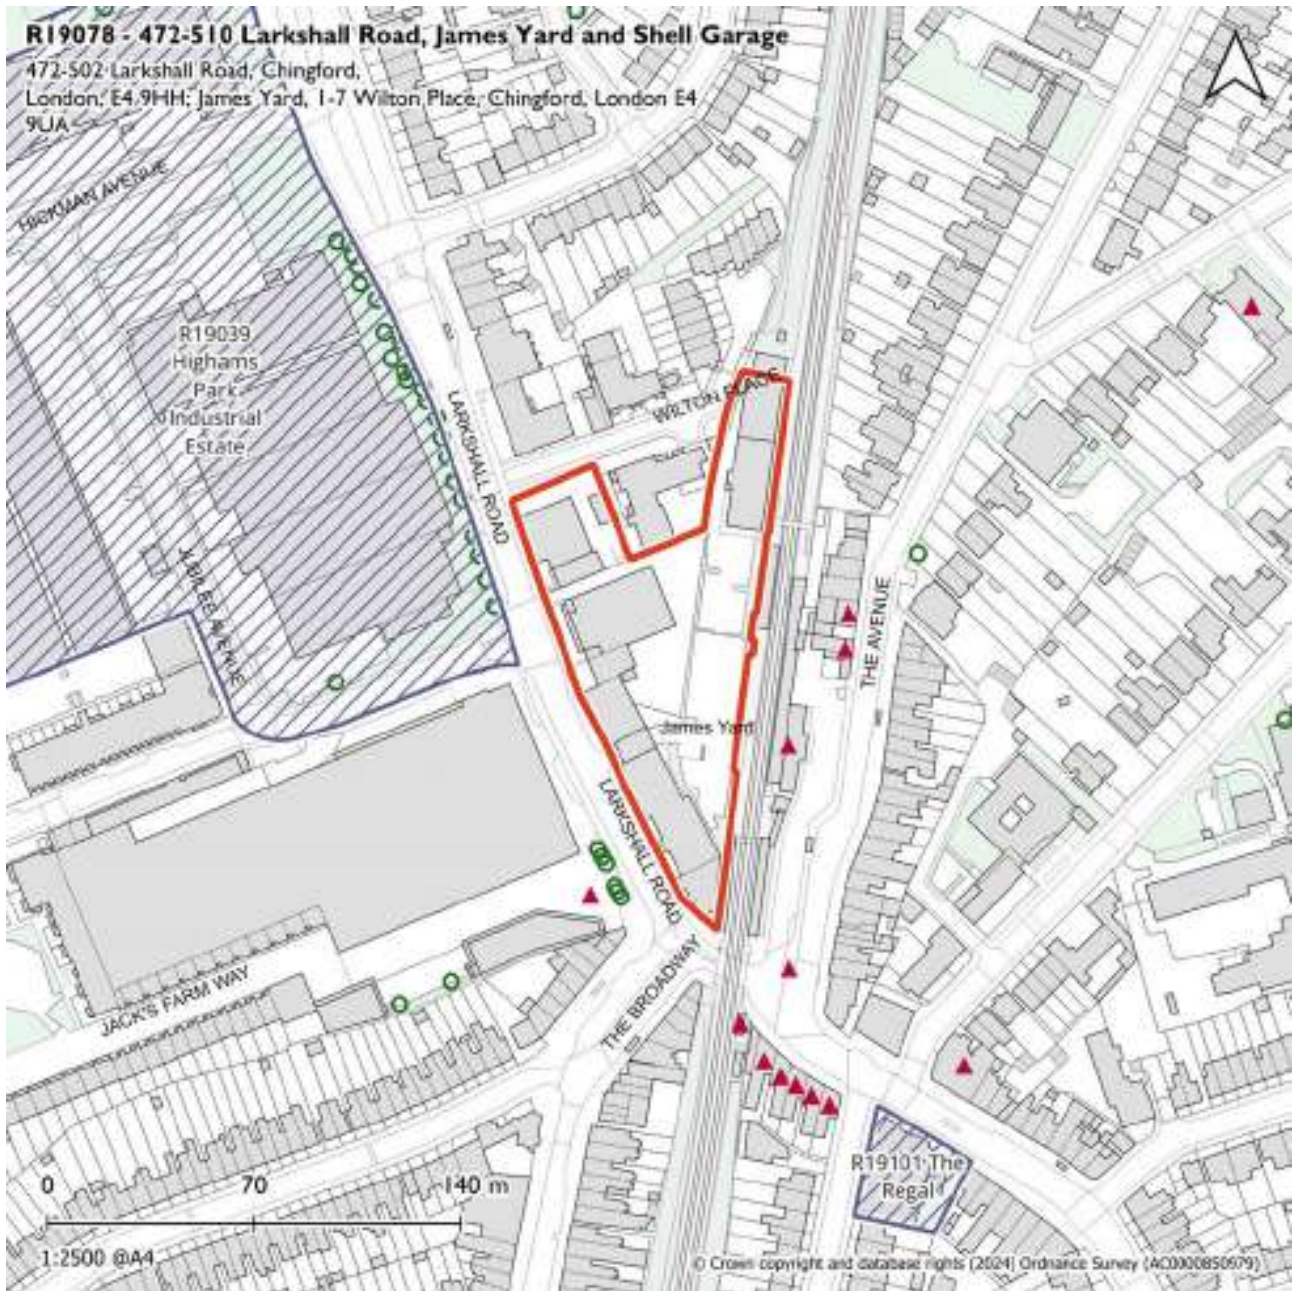 R19078 - 472-510 Larkshall Road, James Yard and Shell Garage
472-502 Larkshall Road, Chingford,
London, E4 9HH; James Yard, 1-7 Wilton Place, Chingford, London E4
9UA
HICKMAN AVENUE
R19039
Highams
Park
Industrial
Estate
LARKSHALL ROAD
WILTON PLACE
JUBILEE AVENUE
THE AVENUE
James Yard
LARKSHALL ROAD
THE BROADWAY
JACK'S FARM WAY
R19101 The
Regal
0 70 140 m
1:2500 @A4
© Crown copyright and database rights (2024) Ordnance Survey (AC0000850979)